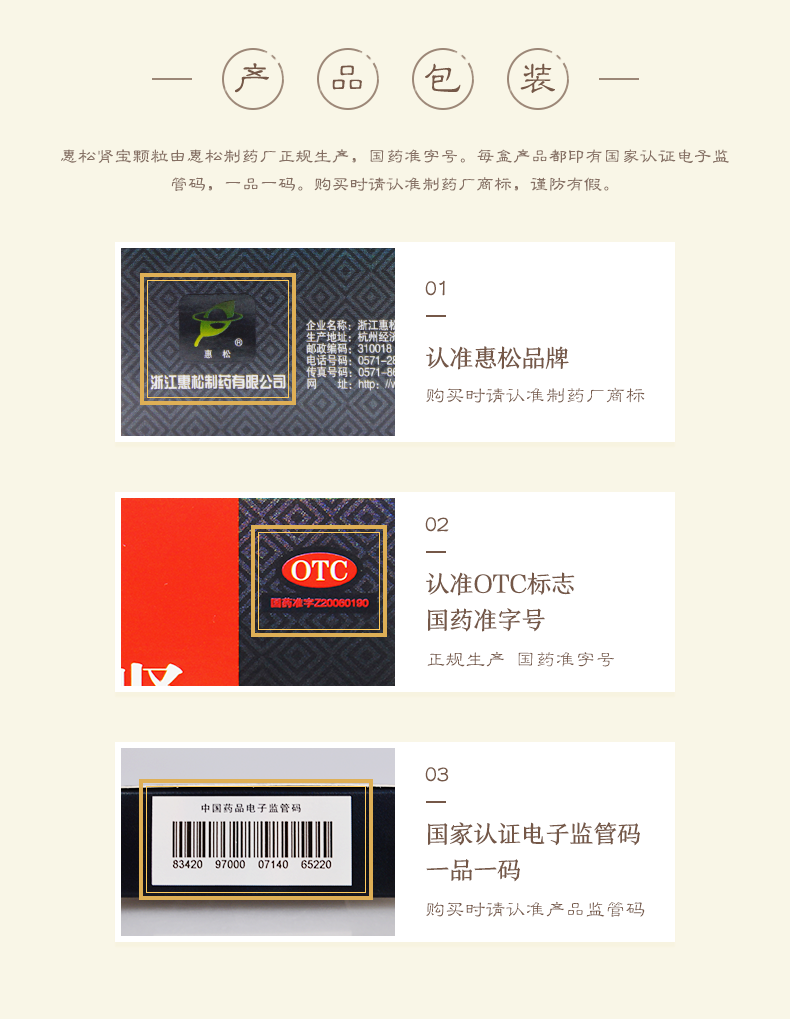 产品包装
惠松肾宝颗粒由惠松制药厂正规生产，国药准字号。每盒产品都印有国家认证电子监
管码，一品一码。购买时请认准制药厂商标，谨防有假。
惠 松
®
浙江惠松制药有限公司
企业名称：浙江惠松
生产地址：杭州经济
邮政编码：310018
电话号码：0571-28
传真号码：0571-86
网 址：http：//w
01
认准惠松品牌
购买时请认准制药厂商标
OTC
国药准字Z20080190
肾
02
认准OTC标志
国药准字号
正规生产 国药准字号
中国药品电子监管码
83420 97000 07140 65220
03
国家认证电子监管码
一品一码
购买时请认准产品监管码